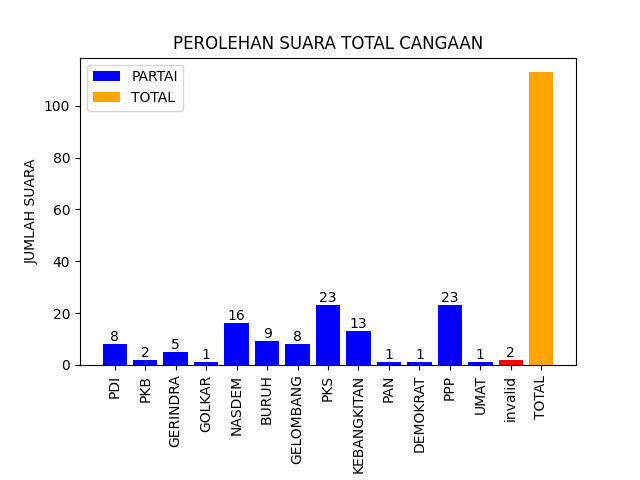 PEROLEHAN SUARA TOTAL CANGAAN
PARTAI
TOTAL
JUMLAH SUARA
100
80
60
40
20
0
8
2
5
1
16
9
8
23
13
1
1
23
1
2
PDI
PKB
GERINDRA
GOLKAR
NASDEM
BURUH
GELOMBANG
PKS
KEBANGKITAN
PAN
DEMOKRAT
PPP
UMAT
invalid
TOTAL